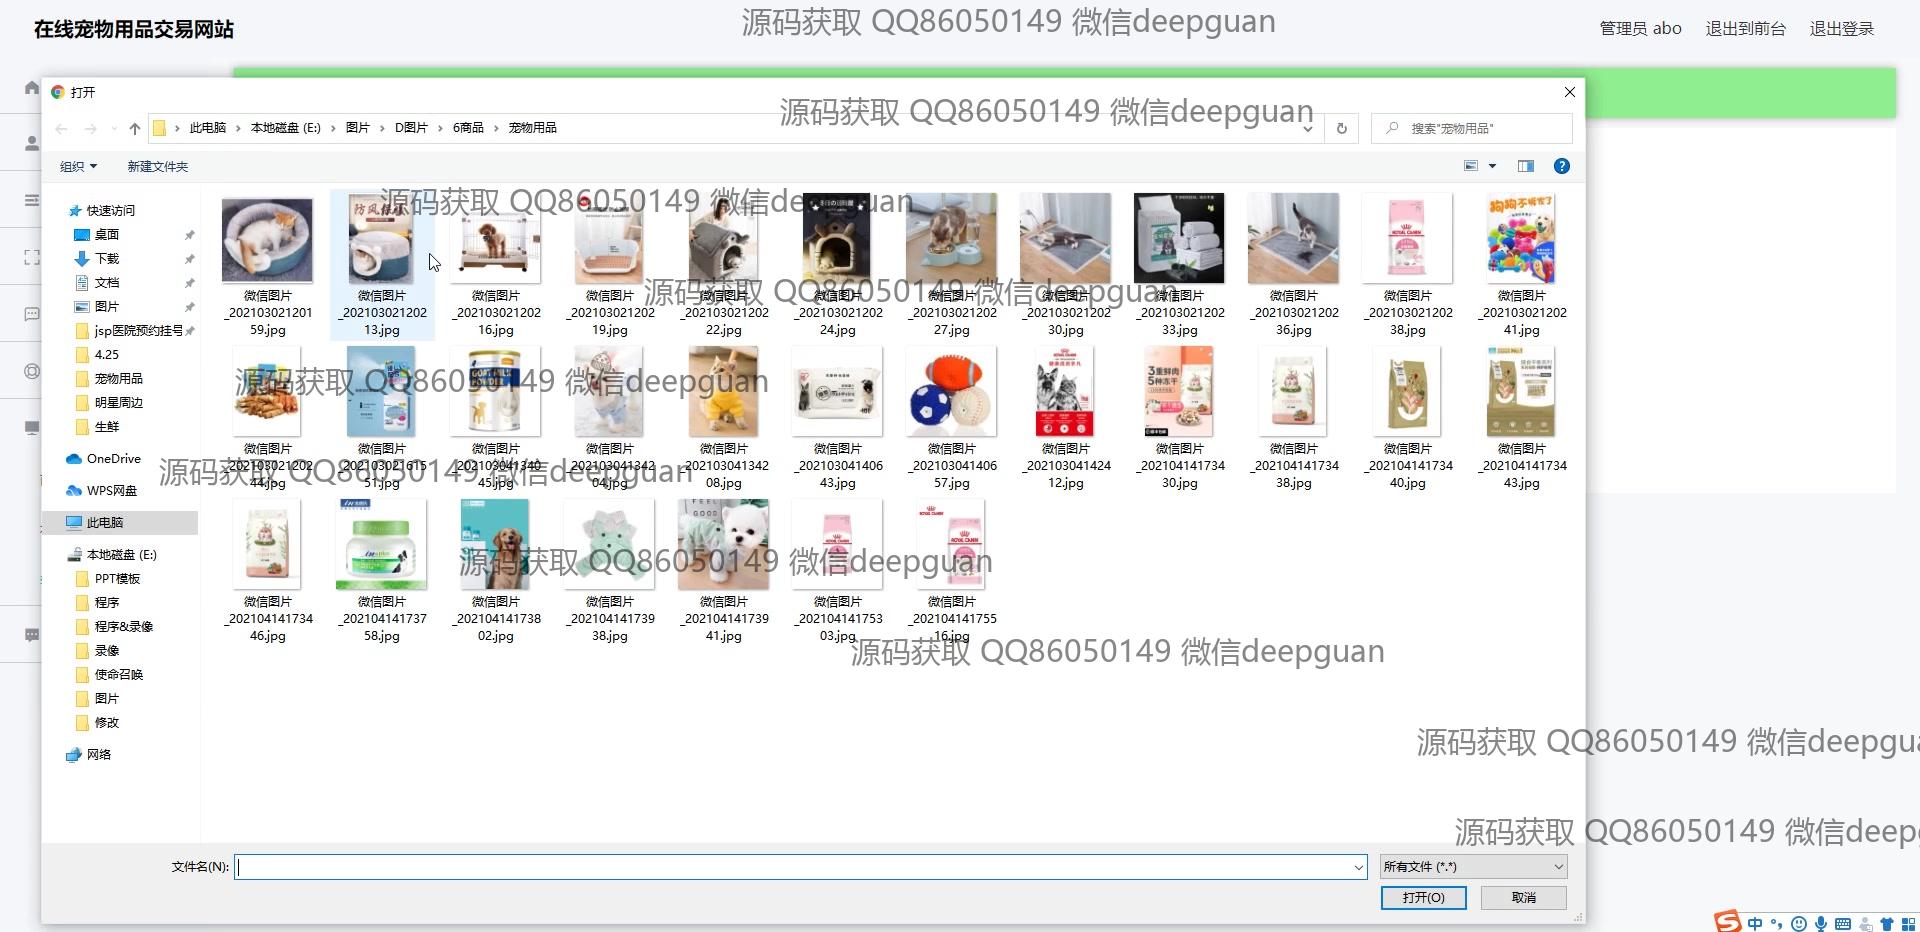 在线宠物用品交易网站
源码获取 QQ86050149 微信deepguan
管理员 abo
退出到前台
退出登录
打开
源码获取 QQ86050149 微信deepguan
此电脑 › 本地磁盘 (E:) › 图片 › D图片 › 6商品 › 宠物用品
搜索"宠物用品"
组织
新建文件夹
源码获取 QQ86050149 微信deepguan
快速访问
桌面
下载
文档
图片
jsp医院预约挂号
4.25
宠物用品
明星周边
生鲜
OneDrive
WPS网盘
此电脑
本地磁盘 (E:)
PPT模板
程序
程序&录像
录像
使命召唤
图片
修改
网络
微信图片_20210302120159.jpg
微信图片_20210302120213.jpg
微信图片_20210302120216.jpg
微信图片_20210302120219.jpg
微信图片_20210302120222.jpg
微信图片_20210302120224.jpg
微信图片_20210302120227.jpg
微信图片_20210302120230.jpg
微信图片_20210302120233.jpg
微信图片_20210302120236.jpg
微信图片_20210302120238.jpg
微信图片_20210302120241.jpg
源码获取 QQ86050149 微信deepguan
源码获取 QQ86050149 微信deepguan
GOAT MILK
POWDER
3重鲜肉
5种冻干
微信图片_20210302120244.jpg
微信图片_20210302161551.jpg
微信图片_20210304134045.jpg
微信图片_20210304134204.jpg
微信图片_20210304134208.jpg
微信图片_20210304140643.jpg
微信图片_20210304140657.jpg
微信图片_20210304142412.jpg
微信图片_20210414173430.jpg
微信图片_20210414173438.jpg
微信图片_20210414173440.jpg
微信图片_20210414173443.jpg
源码获取 QQ86050149 微信deepguan
FEEL
GOOD
ROYAL CANIN
源码获取 QQ86050149 微信deepguan
微信图片_20210414173446.jpg
微信图片_20210414173758.jpg
微信图片_20210414173802.jpg
微信图片_20210414173938.jpg
微信图片_20210414173941.jpg
微信图片_20210414175303.jpg
微信图片_20210414175516.jpg
源码获取 QQ86050149 微信deepguan
源码获取 QQ86050149 微信deepgua
源码获取 QQ86050149 微信deepg
文件名(N):
所有文件 (*.*)
打开(O)
取消
中